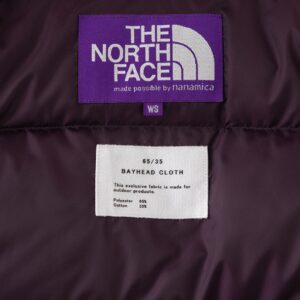 THE
NORTH
FACE
made possible by nanamica
WS
65/35
BAYHEAD CLOTH
This exclusive fabric is made for
outdoor products.
Polyester 65%
Cotton 35%